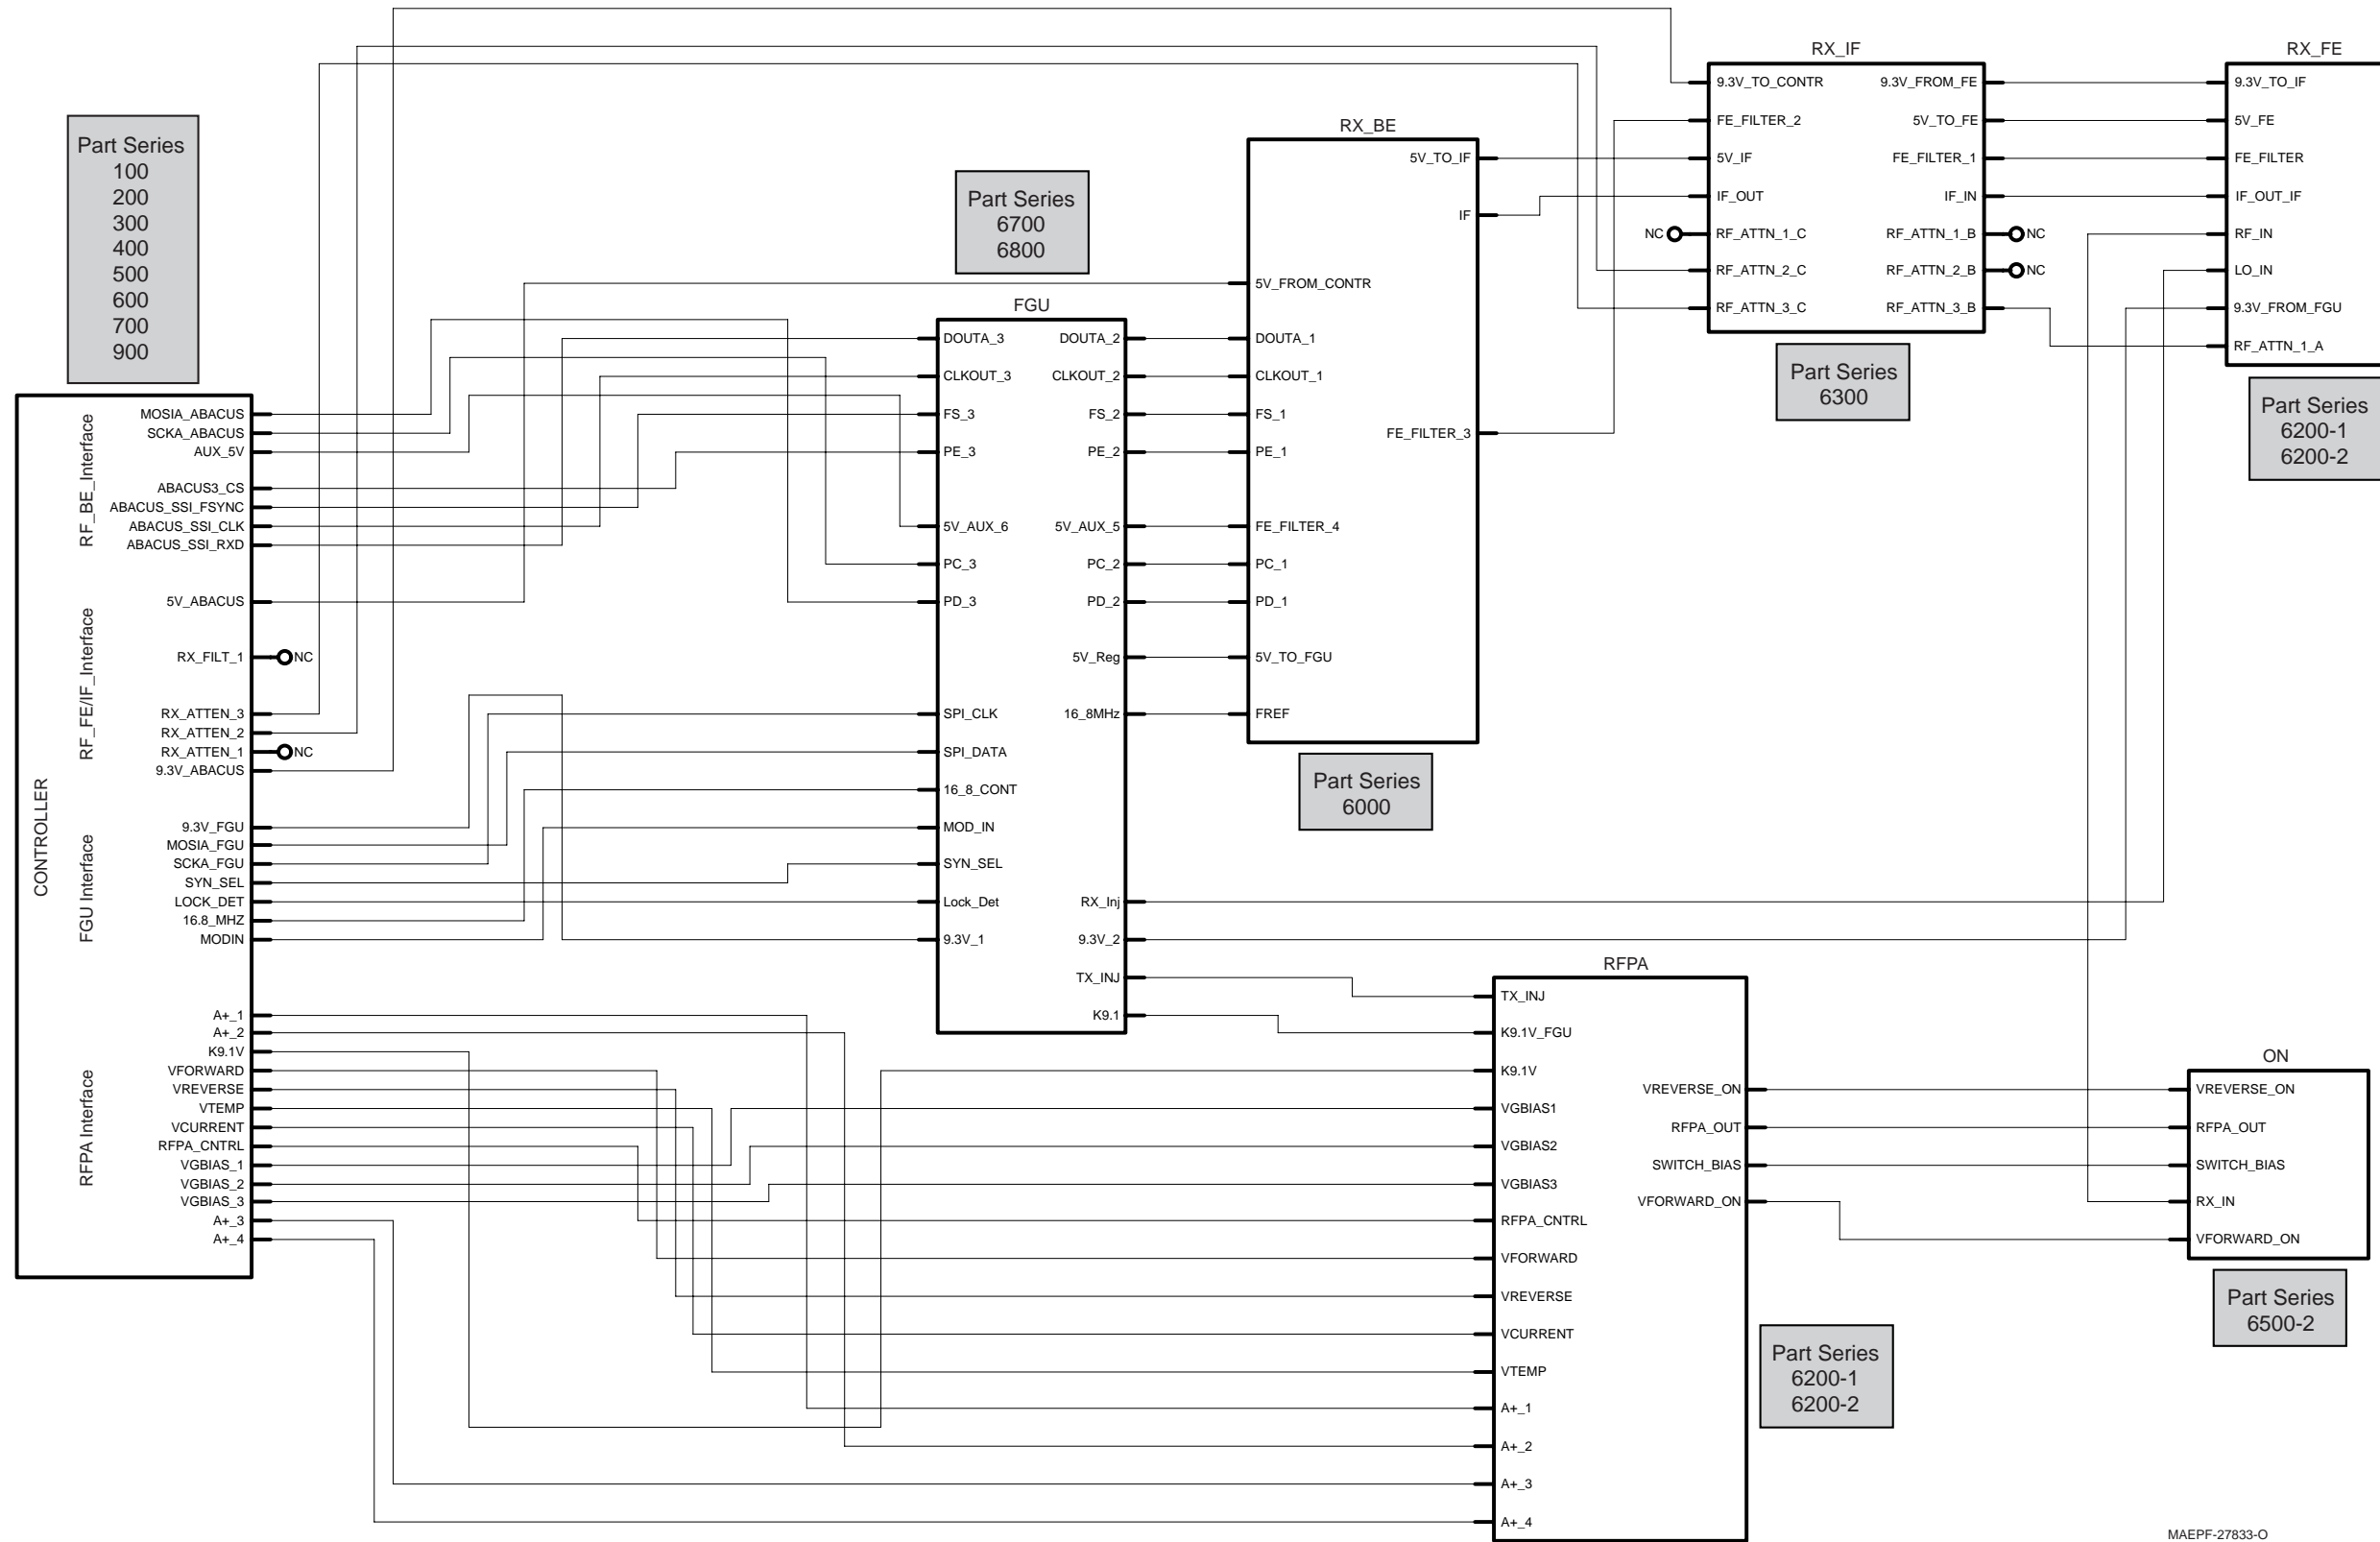 Part Series
100
200
300
400
500
600
700
900
CONTROLLER
RF_BE_Interface
MOSIA_ABACUS
SCKA_ABACUS
AUX_5V
ABACUS3_CS
ABACUS_SSI_FSYNC
ABACUS_SSI_CLK
ABACUS_SSI_RXD
5V_ABACUS
RF_FE/IF_Interface
RX_FILT_1
NC
RX_ATTEN_3
RX_ATTEN_2
RX_ATTEN_1
NC
9.3V_ABACUS
FGU Interface
9.3V_FGU
MOSIA_FGU
SCKA_FGU
SYN_SEL
LOCK_DET
16.8_MHZ
MODIN
RFPA Interface
A+_1
A+_2
K9.1V
VFORWARD
VREVERSE
VTEMP
VCURRENT
RFPA_CNTRL
VGBIAS_1
VGBIAS_2
VGBIAS_3
A+_3
A+_4
Part Series
6700
6800
FGU
DOUTA_3
CLKOUT_3
FS_3
PE_3
5V_AUX_6
PC_3
PD_3
SPI_CLK
SPI_DATA
16_8_CONT
MOD_IN
SYN_SEL
Lock_Det
9.3V_1
DOUTA_2
CLKOUT_2
FS_2
PE_2
5V_AUX_5
PC_2
PD_2
5V_Reg
16_8MHz
RX_Inj
9.3V_2
TX_INJ
K9.1
RX_BE
5V_FROM_CONTR
DOUTA_1
CLKOUT_1
FS_1
PE_1
FE_FILTER_4
PC_1
PD_1
5V_TO_FGU
FREF
5V_TO_IF
IF
FE_FILTER_3
Part Series
6000
RX_IF
9.3V_TO_CONTR
FE_FILTER_2
5V_IF
IF_OUT
NC
RF_ATTN_1_C
RF_ATTN_2_C
RF_ATTN_3_C
9.3V_FROM_FE
5V_TO_FE
FE_FILTER_1
IF_IN
RF_ATTN_1_B
NC
RF_ATTN_2_B
NC
RF_ATTN_3_B
Part Series
6300
RX_FE
9.3V_TO_IF
5V_FE
FE_FILTER
IF_OUT_IF
RF_IN
LO_IN
9.3V_FROM_FGU
RF_ATTN_1_A
Part Series
6200-1
6200-2
RFPA
TX_INJ
K9.1V_FGU
K9.1V
VGBIAS1
VGBIAS2
VGBIAS3
RFPA_CNTRL
VFORWARD
VREVERSE
VCURRENT
VTEMP
A+_1
A+_2
A+_3
A+_4
VREVERSE_ON
RFPA_OUT
SWITCH_BIAS
VFORWARD_ON
Part Series
6200-1
6200-2
ON
VREVERSE_ON
RFPA_OUT
SWITCH_BIAS
RX_IN
VFORWARD_ON
Part Series
6500-2
MAEPF-27833-O